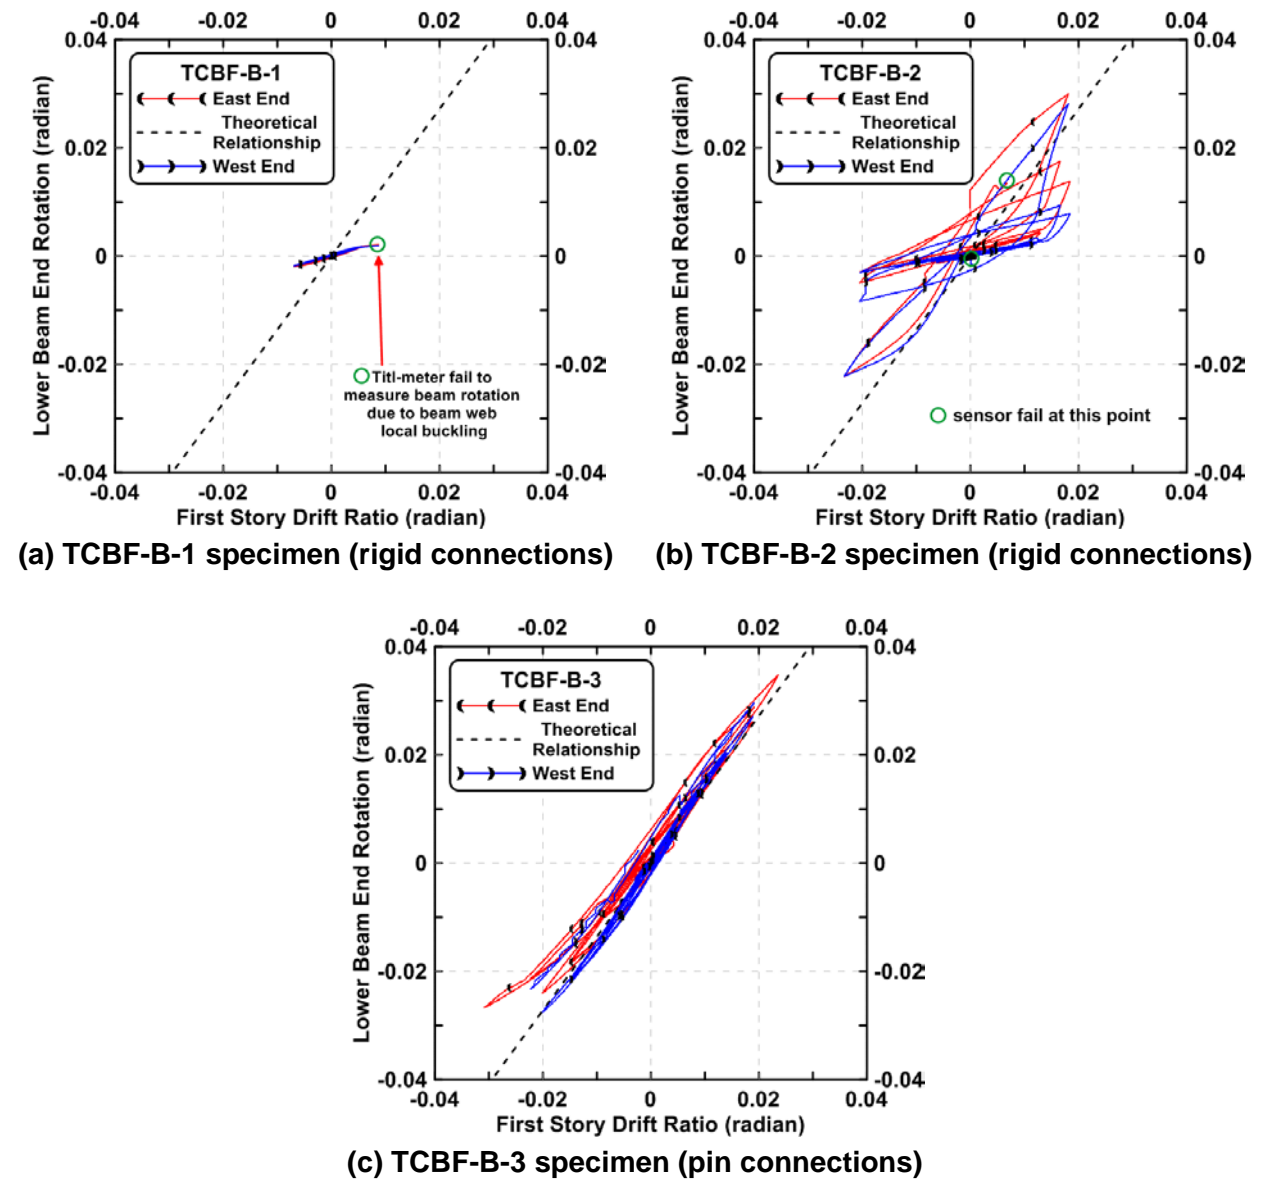 -0.04 -0.02 0 0.02 0.04
0.04 0.04
TCBF-B-1
East End
Theoretical
Relationship
West End
0.02
0 0
-0.02 -0.02
-0.04 -0.04
Titl-meter fail to
measure beam rotation
due to beam web
local buckling
Lower Beam End Rotation (radian)
-0.04 -0.02 0 0.02 0.04
First Story Drift Ratio (radian)
(a) TCBF-B-1 specimen (rigid connections)
-0.04 -0.02 0 0.02 0.04
0.04 0.04
TCBF-B-2
East End
Theoretical
Relationship
West End
0.02 0.02
0 0
-0.02 -0.02
-0.04 -0.04
sensor fail at this point
Lower Beam End Rotation (radian)
-0.04 -0.02 0 0.02 0.04
First Story Drift Ratio (radian)
(b) TCBF-B-2 specimen (rigid connections)
-0.04 -0.02 0 0.02 0.04
0.04 0.04
TCBF-B-3
East End
Theoretical
Relationship
West End
0.02 0.02
0 0
-0.02 -0.02
-0.04 -0.04
Lower Beam End Rotation (radian)
-0.04 -0.02 0 0.02 0.04
First Story Drift Ratio (radian)
(c) TCBF-B-3 specimen (pin connections)